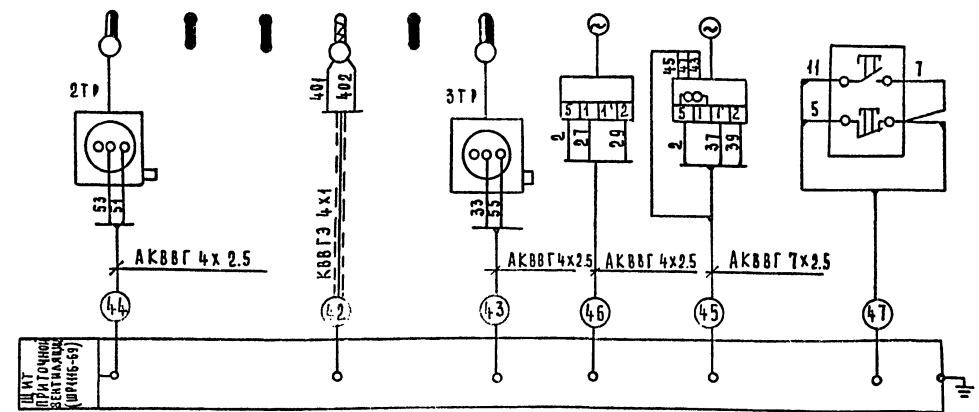 45 47 43
401 402
11 7
2ТР
3ТР
5 1 1' 2
5 1 1' 2
5
2 27 29
2 37 39
53 51
33 55
КВВГЭ 4х1
АКВВГ 4х2.5
АКВВГ 4х2.5
АКВВГ 4х2.5
АКВВГ 7х2.5
44 42 43 46 45 47
ЩИТ
ПРИТОЧНОЙ
ВЕНТИЛЯЦИИ